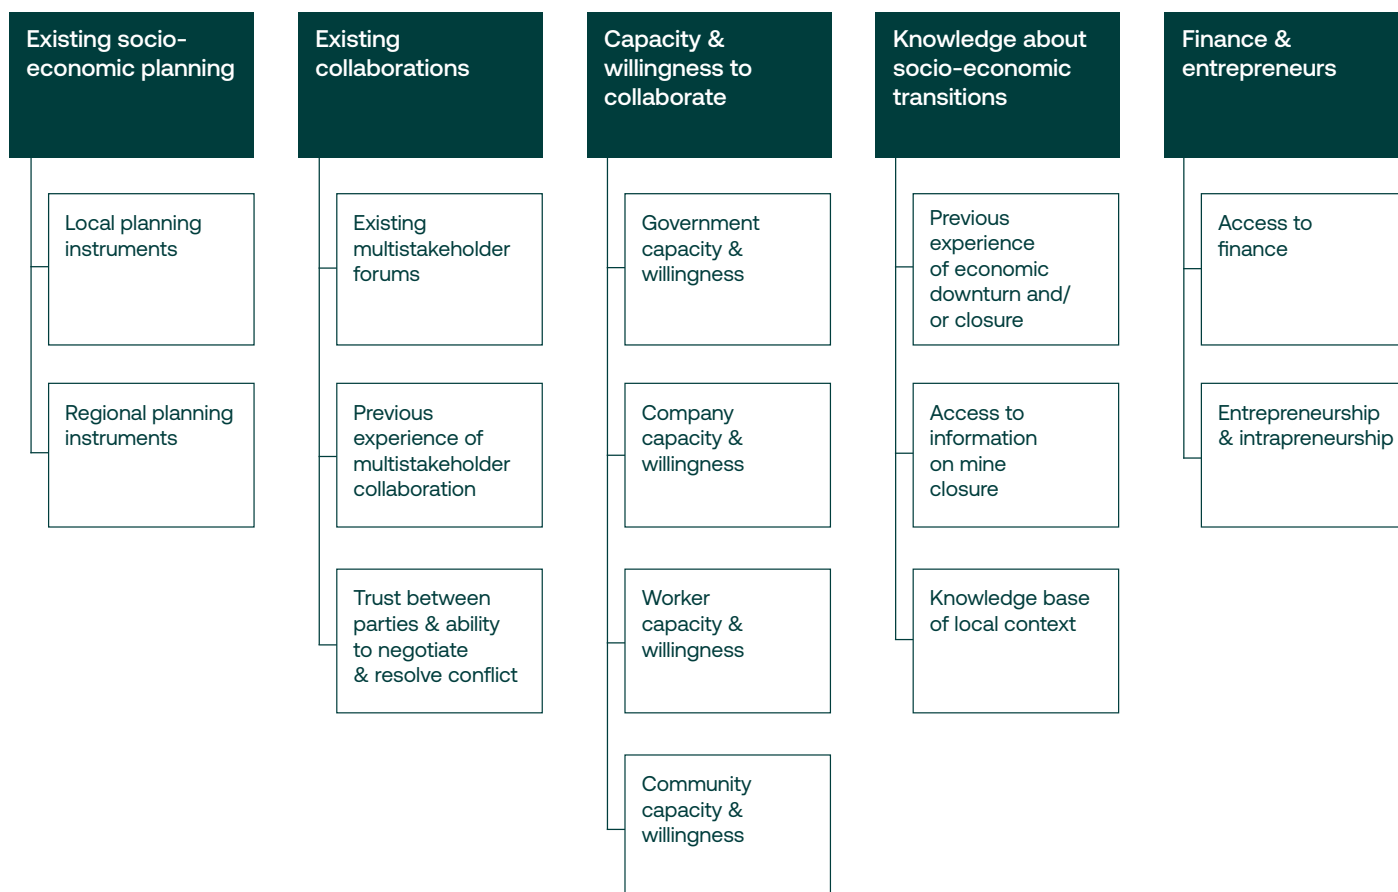 Existing socio-
economic planning
Local planning
instruments
Regional planning
instruments
Existing
collaborations
Existing
multistakeholder
forums
Previous
experience of
multistakeholder
collaboration
Trust between
parties & ability
to negotiate
& resolve conflict
Capacity &
willingness to
collaborate
Government
capacity &
willingness
Company
capacity &
willingness
Worker
capacity &
willingness
Community
capacity &
willingness
Knowledge about
socio-economic
transitions
Previous
experience
of economic
downturn and/
or closure
Access to
information
on mine
closure
Knowledge base
of local context
Finance &
entrepreneurs
Access to
finance
Entrepreneurship
& intrapreneurship